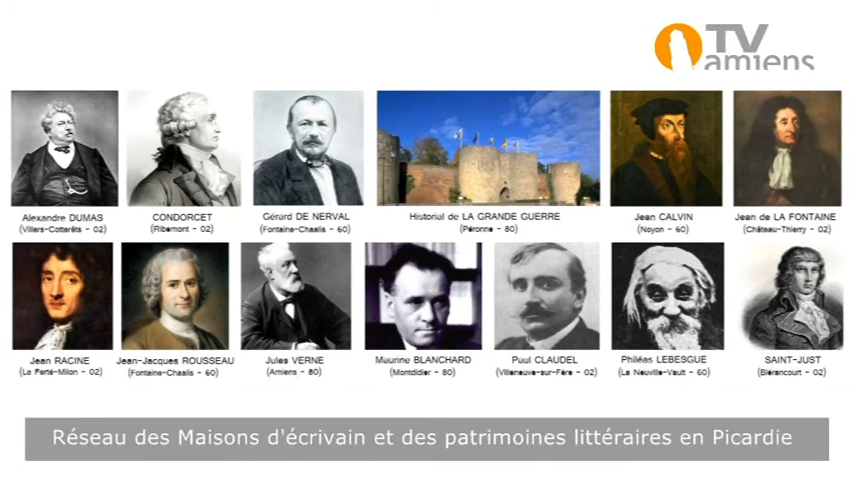 TV
amiens
Alexandre DUMAS
(Villers-Cotterêts - 02)
CONDORCET
(Ribemont - 02)
Gérard DE NERVAL
(Fontaine-Chaalis - 60)
Historial de LA GRANDE GUERRE
(Péronne - 80)
Jean CALVIN
(Noyon - 60)
Jean de LA FONTAINE
(Château-Thierry - 02)
Jean RACINE
(La Ferté-Milon - 02)
Jean-Jacques ROUSSEAU
(Fontaine-Chaalis - 60)
Jules VERNE
(Amiens - 80)
Maurine BLANCHARD
(Montdidier - 80)
Paul CLAUDEL
(Villeneuve-sur-Fère - 02)
Philéas LEBESGUE
(La Neuville-Vault - 60)
SAINT-JUST
(Blérancourt - 02)
Réseau des Maisons d'écrivain et des patrimoines littéraires en Picardie